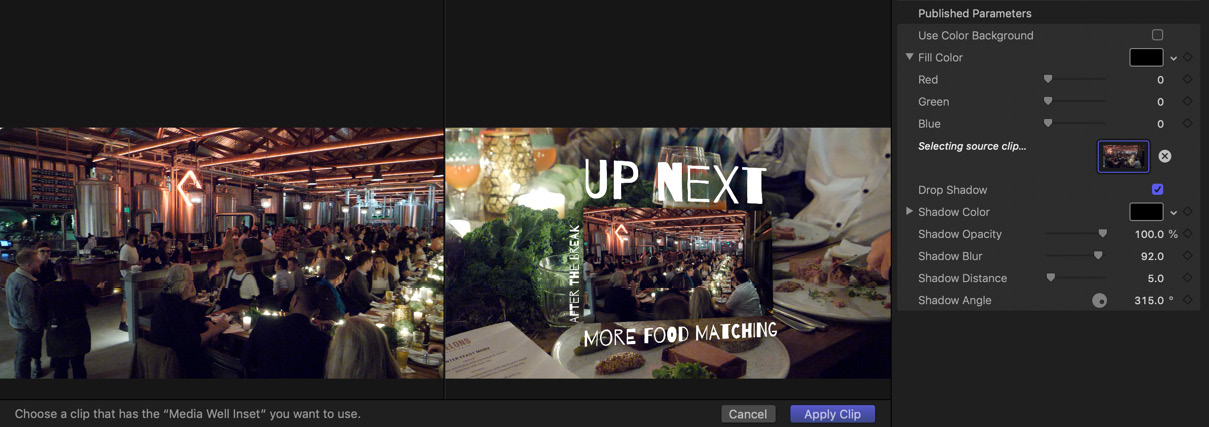 Published Parameters
Use Color Background
Fill Color
Red 0
Green 0
Blue 0
Selecting source clip...
Drop Shadow
Shadow Color
Shadow Opacity 100.0 %
Shadow Blur 92.0
Shadow Distance 5.0
Shadow Angle 315.0 °
UP NEXT
AFTER THE BREAK
MORE FOOD MATCHING
Choose a clip that has the “Media Well Inset” you want to use.
Cancel
Apply Clip